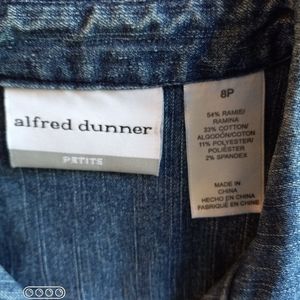 alfred dunner
PETITE
8P
54% RAMIE/
RAMINA
33% COTTON/
ALGODÓN/COTON
11% POLYESTER/
POLIÉSTER
2% SPANDEX
MADE IN
CHINA
HECHO EN CHINA
FABRIQUÉ EN CHINE